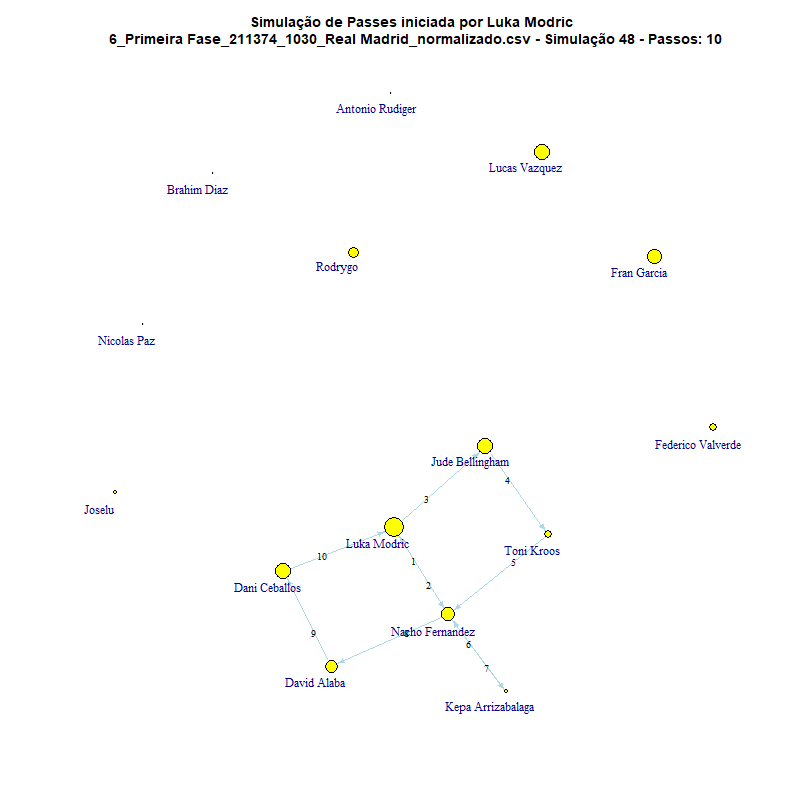 Simulação de Passes iniciada por Luka Modric
6_Primeira Fase_211374_1030_Real Madrid_normalizado.csv - Simulação 48 - Passos: 10
Antonio Rudiger
Lucas Vazquez
Brahim Diaz
Rodrygo
Fran Garcia
Nicolas Paz
Federico Valverde
Jude Bellingham
4
3
Joselu
Luka Modric
Toni Kroos
10
1
5
2
Dani Ceballos
Nacho Fernandez
9
6
7
David Alaba
Kepa Arrizabalaga